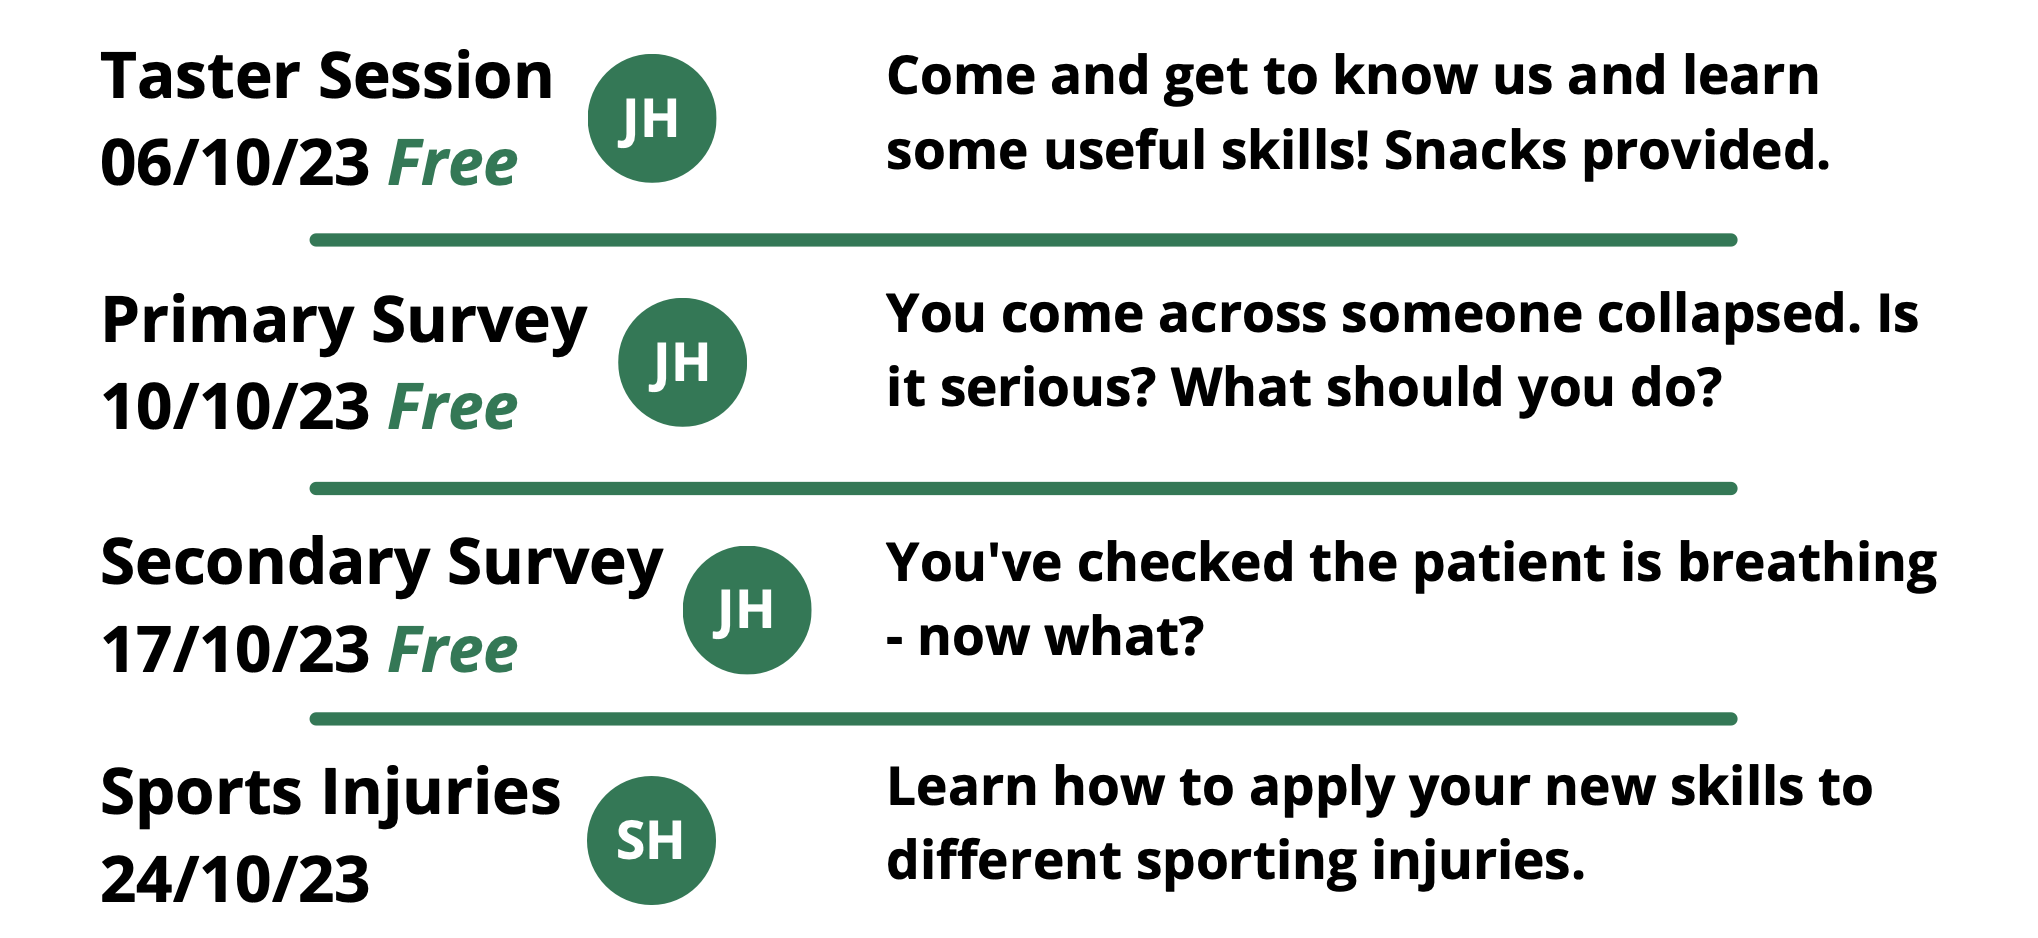 Taster Session
06/10/23 Free
JH
Come and get to know us and learn
some useful skills! Snacks provided.
Primary Survey
10/10/23 Free
JH
You come across someone collapsed. Is
it serious? What should you do?
Secondary Survey
17/10/23 Free
JH
You've checked the patient is breathing
- now what?
Sports Injuries
24/10/23
SH
Learn how to apply your new skills to
different sporting injuries.